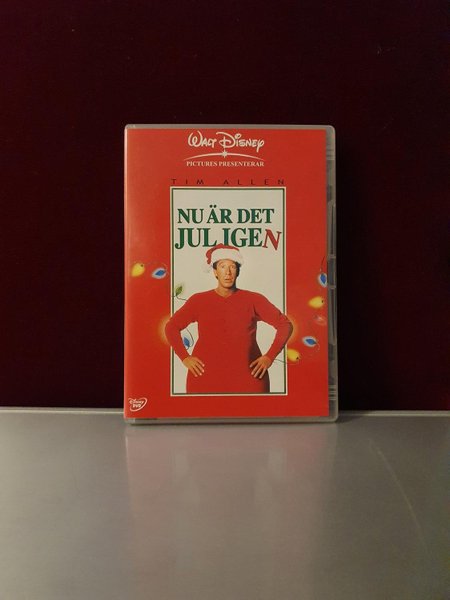 WALT DISNEY
PICTURES PRESENTERAR
TIM ALLEN
NU ÄR DET
JUL IGEN
DISNEY
DVD